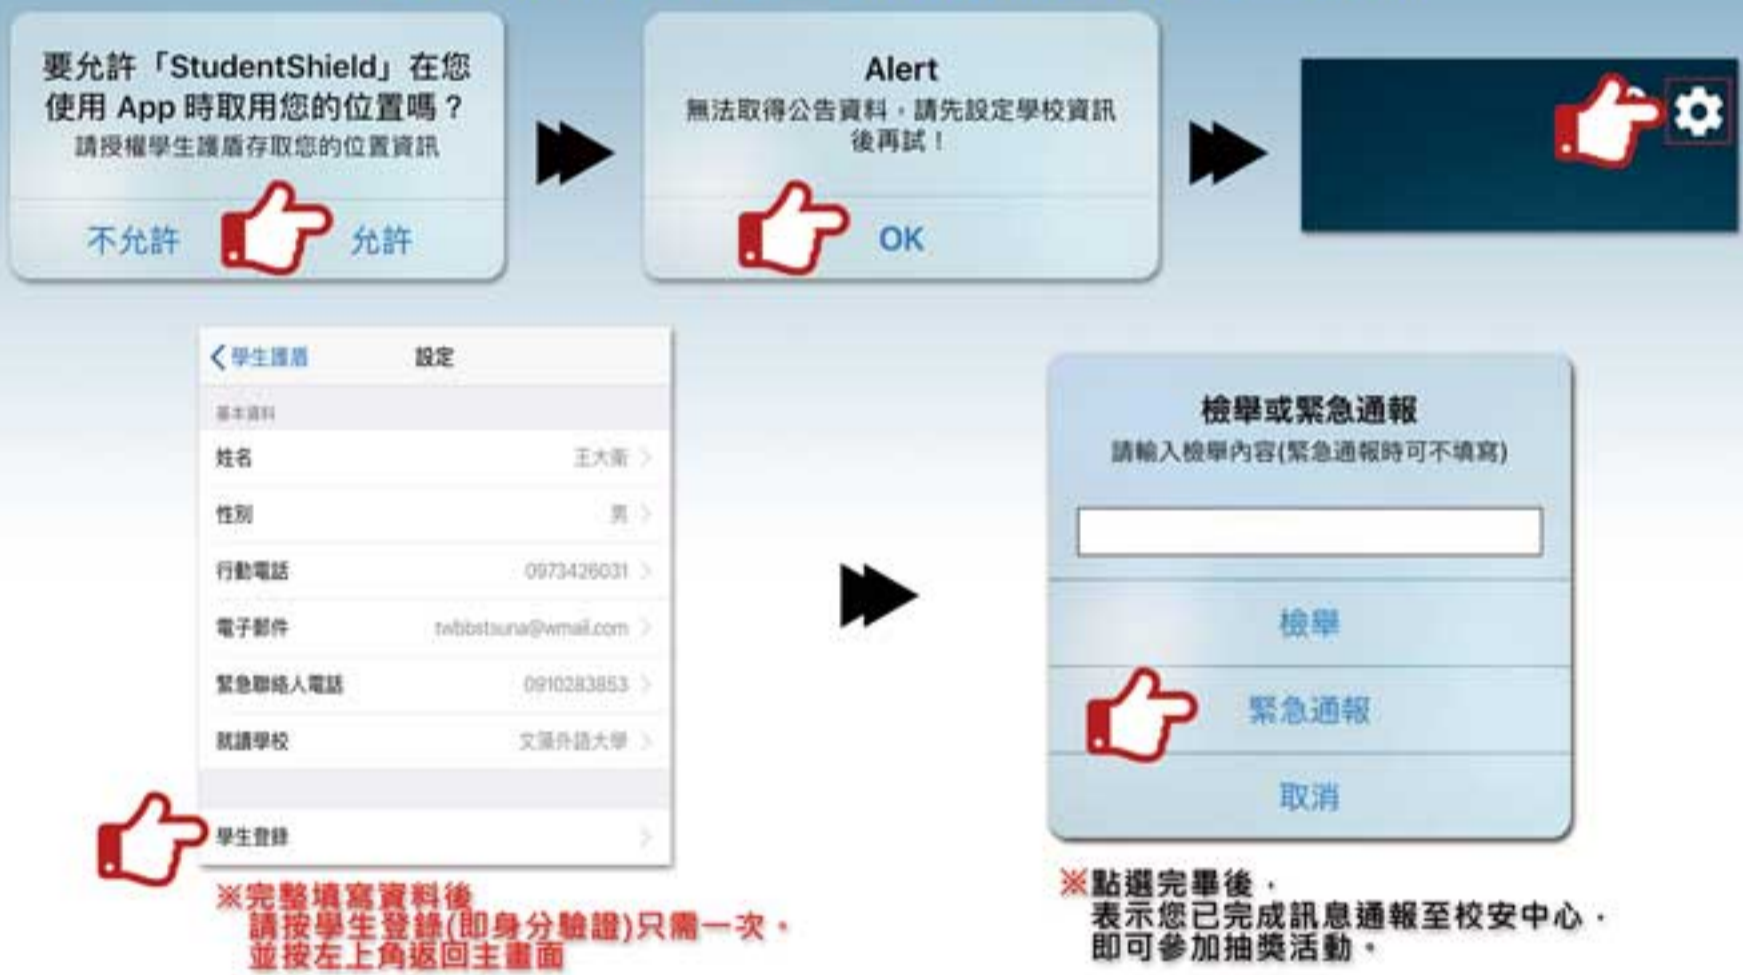 要允許「StudentShield」在您
使用 App 時取用您的位置嗎？
請授權學生護盾存取您的位置資訊
不允許
允許
Alert
無法取得公告資料，請先設定學校資訊
後再試！
OK
學生護盾
設定
基本資料
姓名
王大衛
性別
男
行動電話
0973426031
電子郵件
twbbstsuna@wmail.com
緊急聯絡人電話
0910283853
就讀學校
文藻外語大學
學生登錄
※完整填寫資料後
請按學生登錄(即身分驗證)只需一次，
並按左上角返回主畫面
檢舉或緊急通報
請輸入檢舉內容(緊急通報時可不填寫)
檢舉
緊急通報
取消
※點選完畢後，
表示您已完成訊息通報至校安中心，
即可參加抽獎活動。